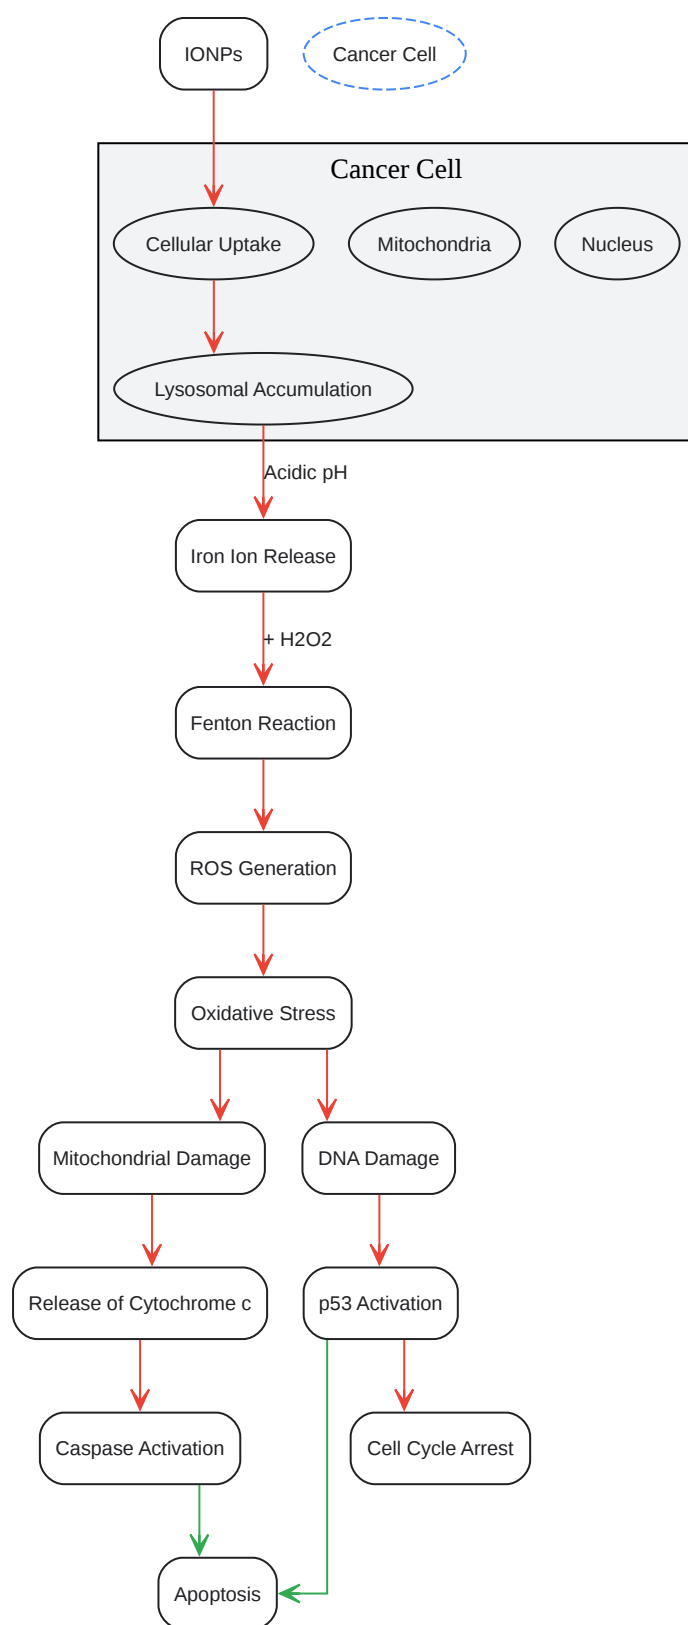 IONPs
Cancer Cell
Cancer Cell
Cellular Uptake
Mitochondria
Nucleus
Lysosomal Accumulation
Acidic pH
Iron Ion Release
+ H2O2
Fenton Reaction
ROS Generation
Oxidative Stress
Mitochondrial Damage
DNA Damage
Release of Cytochrome c
p53 Activation
Caspase Activation
Cell Cycle Arrest
Apoptosis